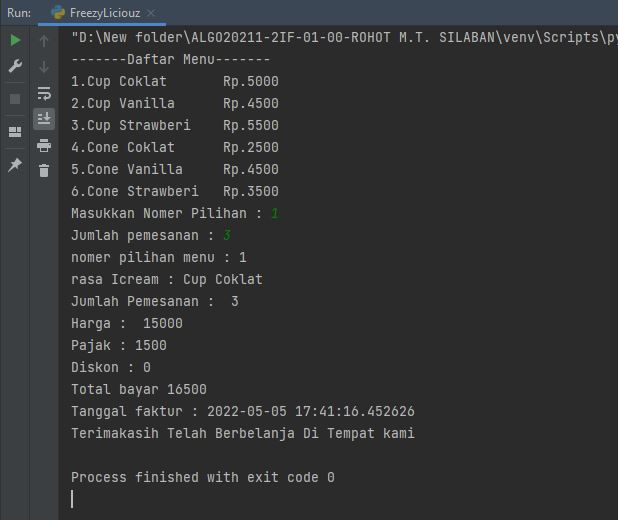 Run: FreezyLiciouz
"D:\New folder\ALGO20211-2IF-01-00-ROHOT M.T. SILABAN\venv\Scripts\py
-------Daftar Menu-------
1.Cup Coklat       Rp.5000
2.Cup Vanilla      Rp.4500
3.Cup Strawberi    Rp.5500
4.Cone Coklat      Rp.2500
5.Cone Vanilla     Rp.4500
6.Cone Strawberi   Rp.3500
Masukkan Nomer Pilihan : 1
Jumlah pemesanan : 3
nomer pilihan menu : 1
rasa Icream : Cup Coklat
Jumlah Pemesanan :  3
Harga :  15000
Pajak : 1500
Diskon : 0
Total bayar 16500
Tanggal faktur : 2022-05-05 17:41:16.452626
Terimakasih Telah Berbelanja Di Tempat kami
Process finished with exit code 0